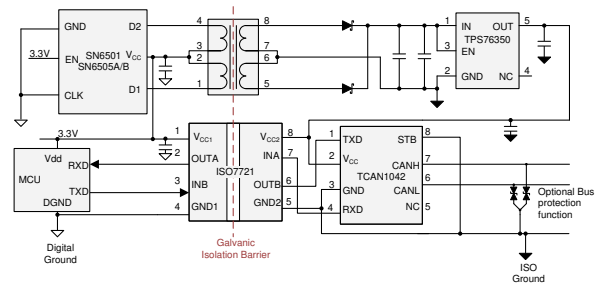 GND
D2
4
8
1
IN
OUT
5
3.3V
EN
SN6501
SN6505A/B
VCC
3
2
7
6
3
EN
TPS76350
CLK
D1
1
5
2
GND
NC
4
3.3V
Vdd
MCU
RXD
TXD
DGND
1
2
3
4
VCC1
OUTA
INB
GND1
ISO7721
VCC2
INA
OUTB
GND2
8
7
6
5
1
2
3
4
TXD
VCC
GND
RXD
TCAN1042
STB
CANH
CANL
NC
8
7
6
5
Optional Bus
protection
function
Digital
Ground
Galvanic
Isolation Barrier
ISO
Ground